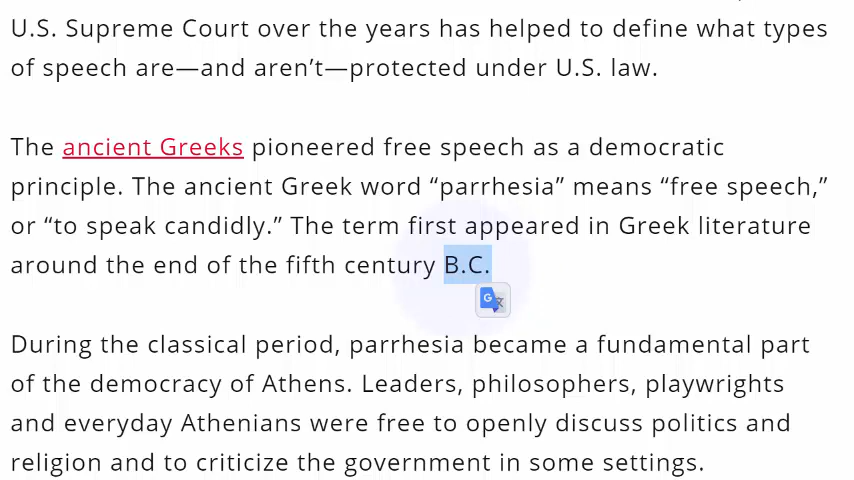 U.S. Supreme Court over the years has helped to define what types
of speech are—and aren’t—protected under U.S. law.
The ancient Greeks pioneered free speech as a democratic
principle. The ancient Greek word “parrhesia” means “free speech,”
or “to speak candidly.” The term first appeared in Greek literature
around the end of the fifth century B.C.
During the classical period, parrhesia became a fundamental part
of the democracy of Athens. Leaders, philosophers, playwrights
and everyday Athenians were free to openly discuss politics and
religion and to criticize the government in some settings.